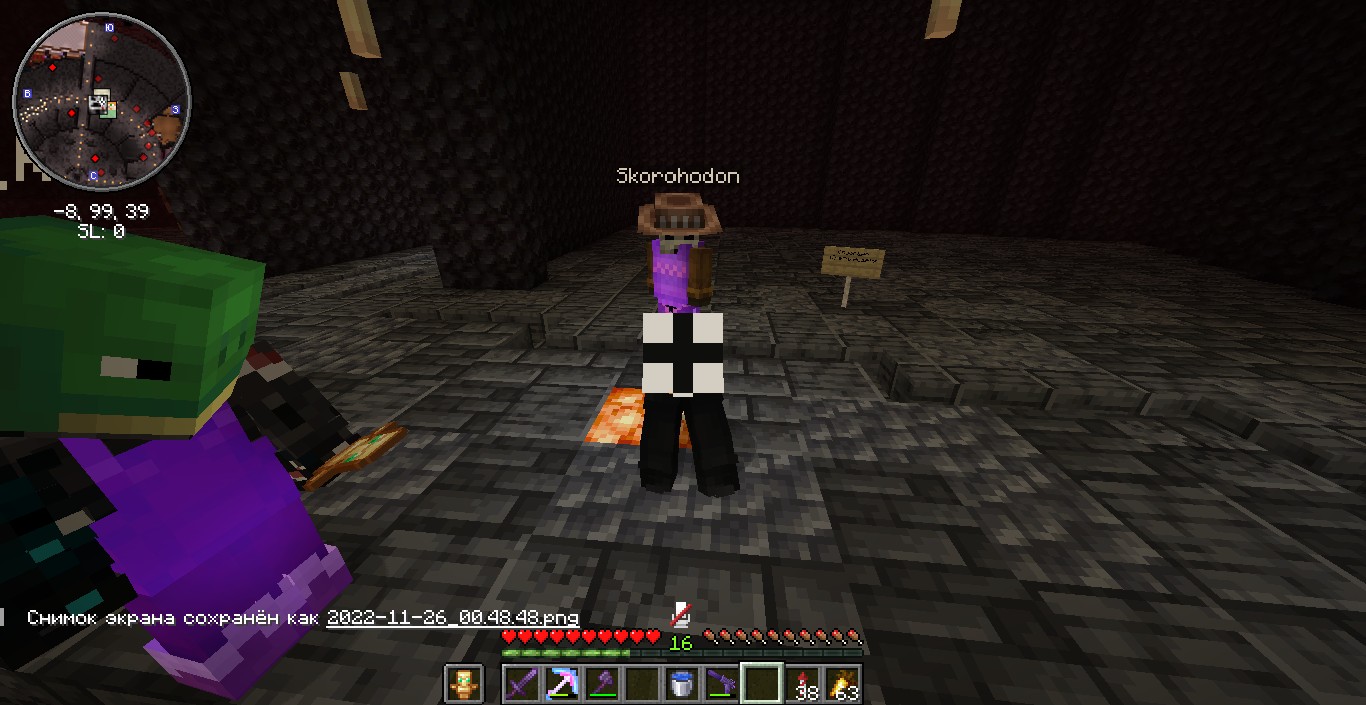 Ю
В
З
С
-8, 99, 39
SL: 0
Skorohodon
Снимок экрана сохранён как 2022-11-26_00.48.48.png
16
38
63